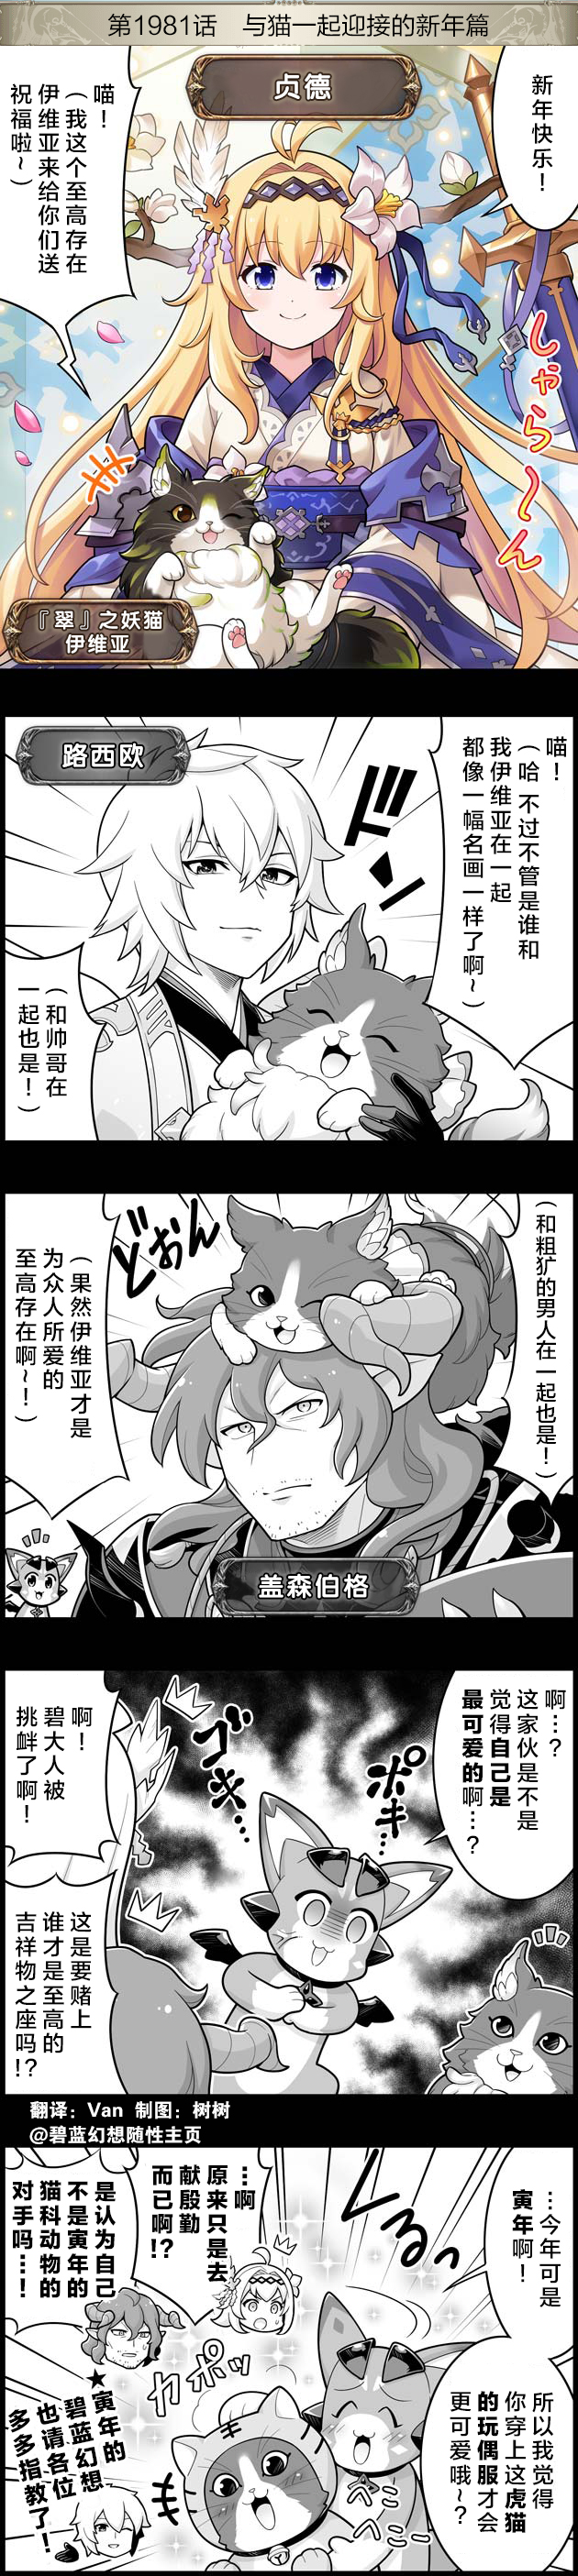 第1981话　与猫一起迎接的新年篇
贞德
新年快乐！
喵！
（我这个至高存在
伊维亚来给你们送
祝福啦~）
しゃら～ん
『翠』之妖猫
伊维亚
路西欧
喵！
（哈 不过不管是谁和
我伊维亚在一起
都像一幅名画一样了啊~）
ドン
（和帅哥在
一起也是！）
（和粗犷的男人在一起也是！）
どおん
（果然伊维亚才是
为众人所爱的
至高存在啊~！）
盖森伯格
啊…？
这家伙是不是
觉得自己是
最可爱的啊…？
ポキ…
ゴキ…
啊！
碧大人被
挑衅了啊！
这是要赌上
谁才是至高的
吉祥物之座吗!?
翻译：Van 制图：树树
@碧蓝幻想随性主页
…今年可是
寅年啊！
くるっ
所以我觉得
你穿上这虎猫
的玩偶服才会
更可爱哦~？
…啊
原来只是去
献殷勤
而已啊!?
是认为自己
不是寅年的
猫科动物的
对手吗…！
カポッ
へこ
へこ
★寅年的
碧蓝幻想
也请各位
多多指教了！